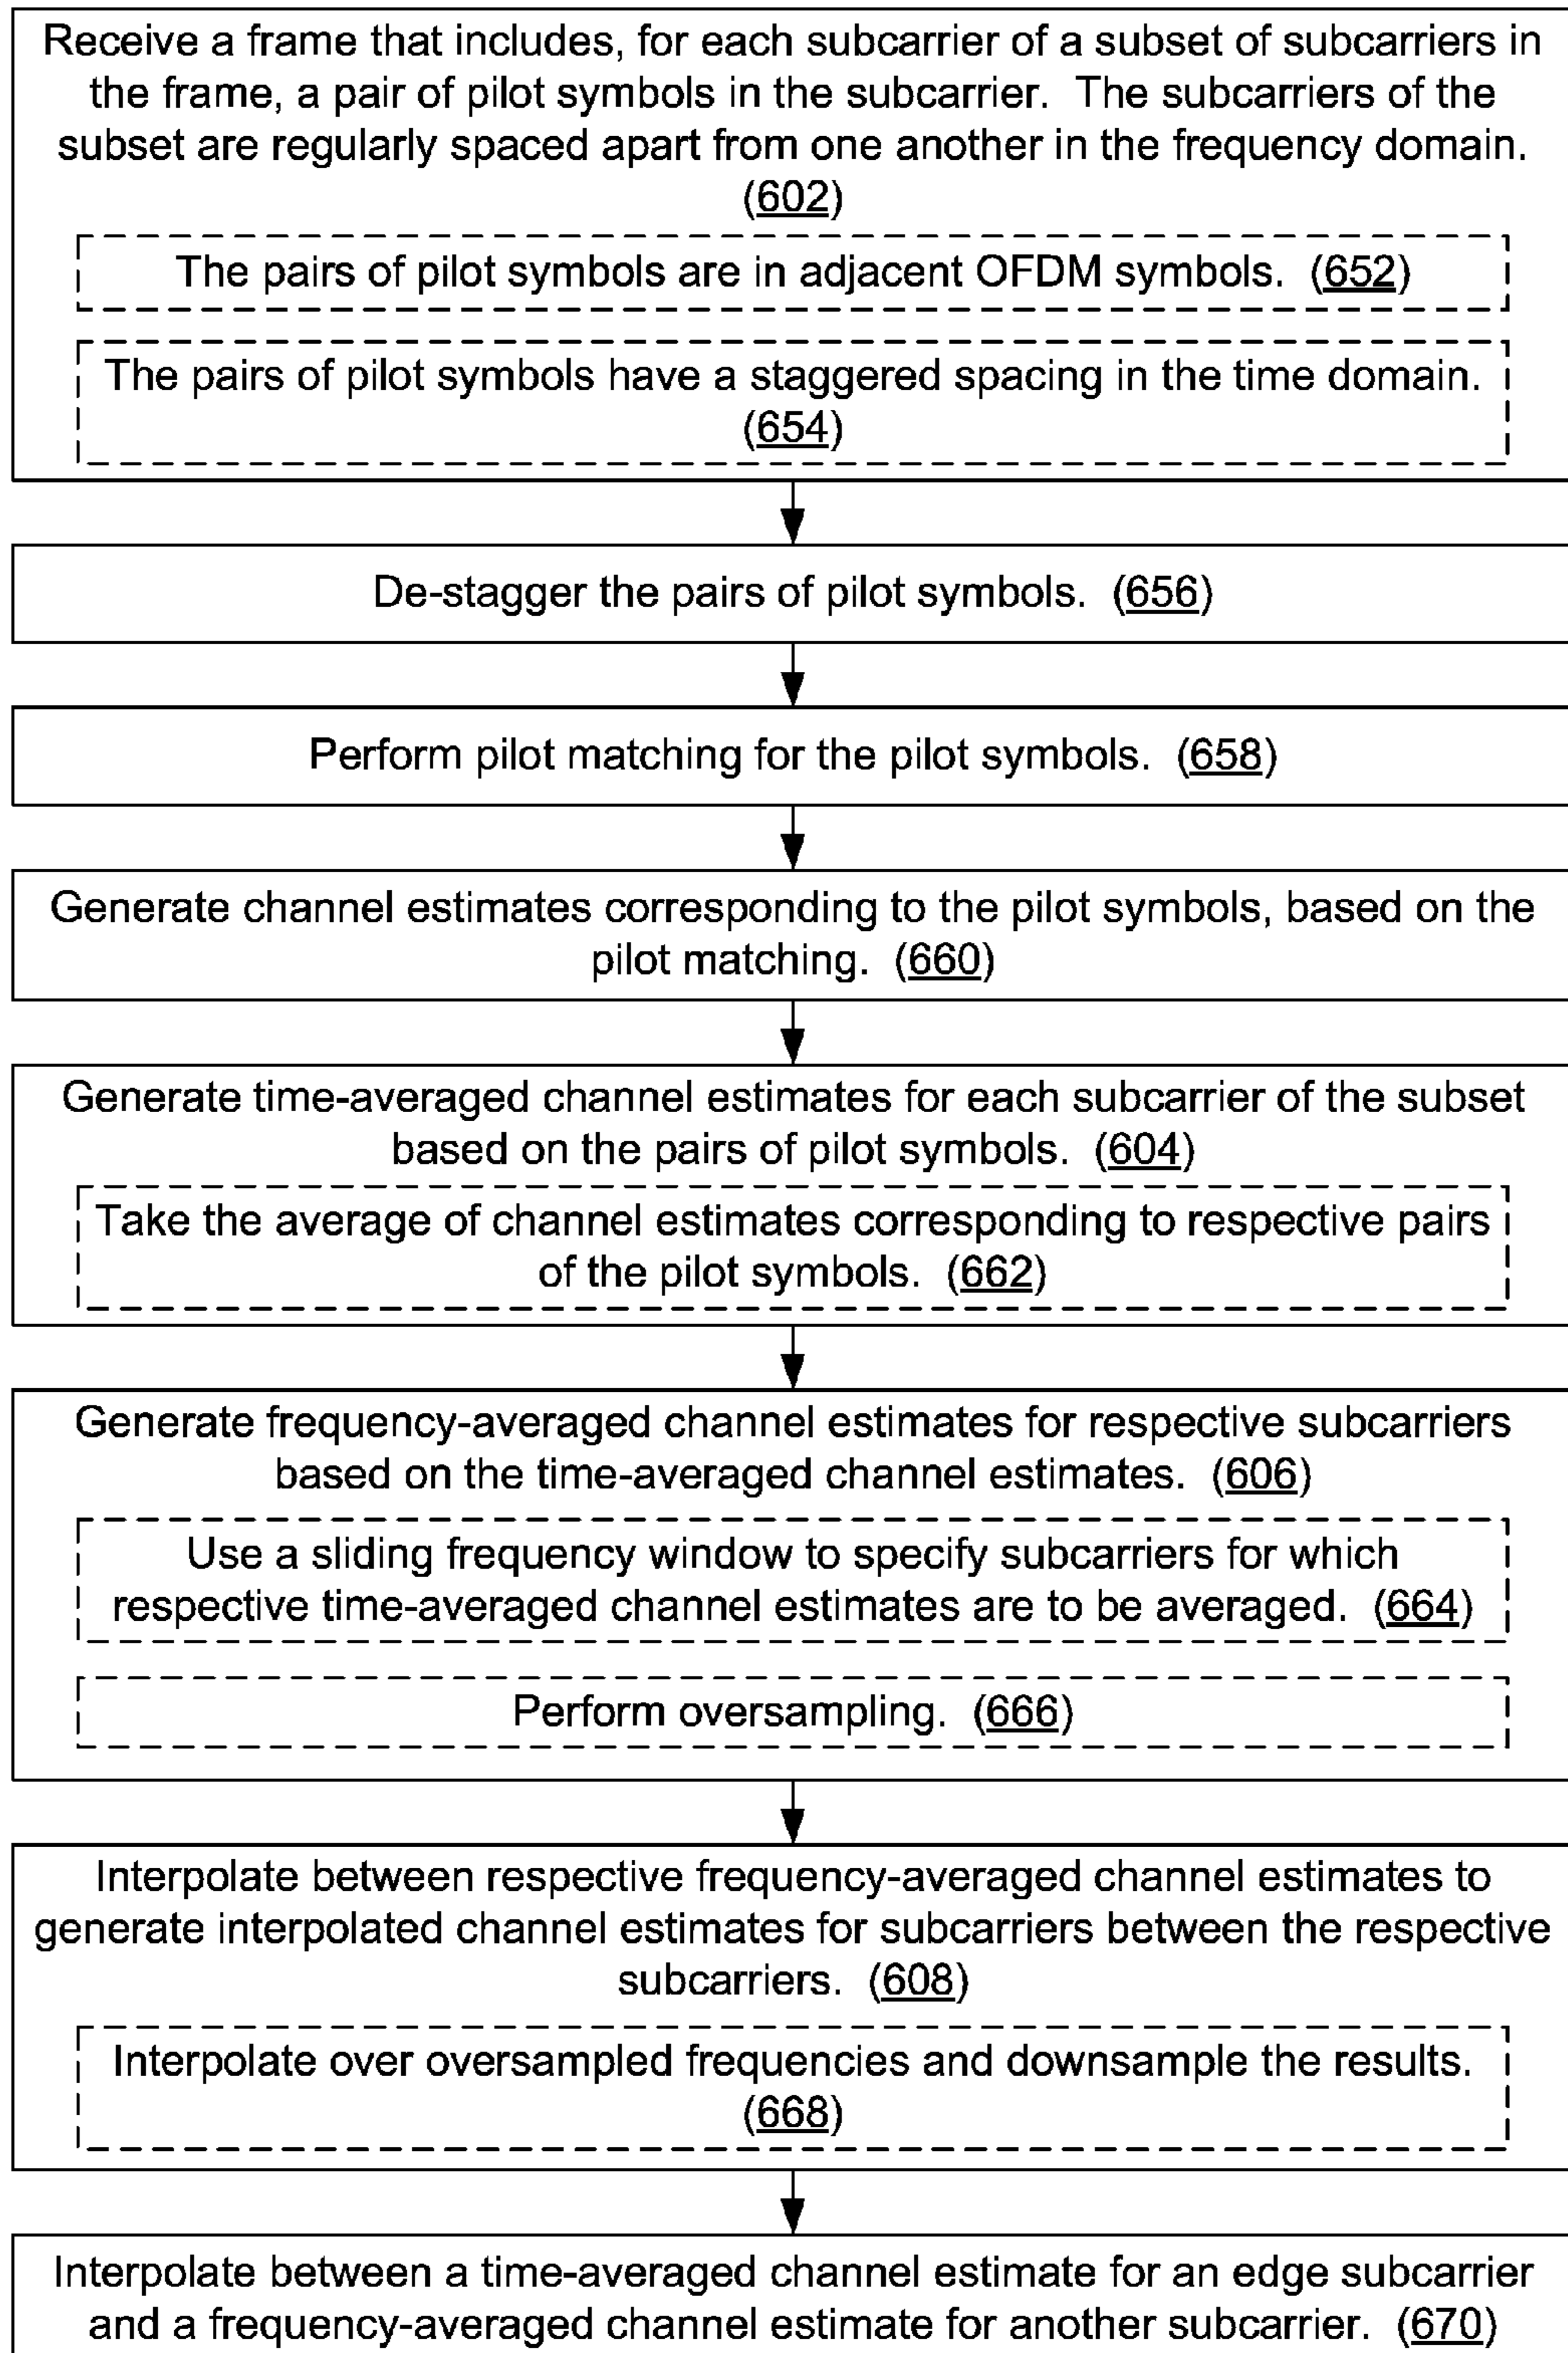 Receive a frame that includes, for each subcarrier of a subset of subcarriers in
the frame, a pair of pilot symbols in the subcarrier.  The subcarriers of the
subset are regularly spaced apart from one another in the frequency domain.
(602)
The pairs of pilot symbols are in adjacent OFDM symbols.  (652)
The pairs of pilot symbols have a staggered spacing in the time domain.
(654)
De-stagger the pairs of pilot symbols.  (656)
Perform pilot matching for the pilot symbols.  (658)
Generate channel estimates corresponding to the pilot symbols, based on the
pilot matching.  (660)
Generate time-averaged channel estimates for each subcarrier of the subset
based on the pairs of pilot symbols.  (604)
Take the average of channel estimates corresponding to respective pairs
of the pilot symbols.  (662)
Generate frequency-averaged channel estimates for respective subcarriers
based on the time-averaged channel estimates.  (606)
Use a sliding frequency window to specify subcarriers for which
respective time-averaged channel estimates are to be averaged.  (664)
Perform oversampling.  (666)
Interpolate between respective frequency-averaged channel estimates to
generate interpolated channel estimates for subcarriers between the respective
subcarriers.  (608)
Interpolate over oversampled frequencies and downsample the results.
(668)
Interpolate between a time-averaged channel estimate for an edge subcarrier
and a frequency-averaged channel estimate for another subcarrier.  (670)